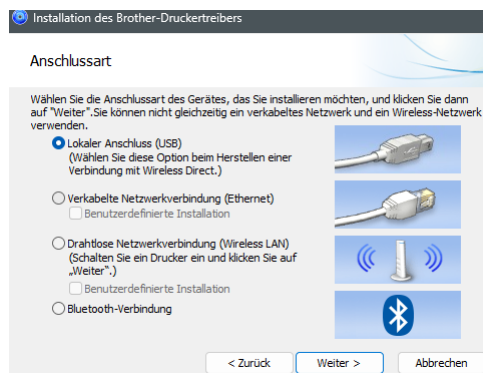 Installation des Brother-Druckertreibers
Anschlussart
Wählen Sie die Anschlussart des Gerätes, das Sie installieren möchten, und klicken Sie dann
auf "Weiter".Sie können nicht gleichzeitig ein verkabeltes Netzwerk und ein Wireless-Netzwerk
verwenden.
Lokaler Anschluss (USB)
(Wählen Sie diese Option beim Herstellen einer
Verbindung mit Wireless Direct.)
Verkabelte Netzwerkverbindung (Ethernet)
Benutzerdefinierte Installation
Drahtlose Netzwerkverbindung (Wireless LAN)
(Schalten Sie ein Drucker ein und klicken Sie auf
„Weiter".)
Benutzerdefinierte Installation
Bluetooth-Verbindung
< Zurück Weiter > Abbrechen